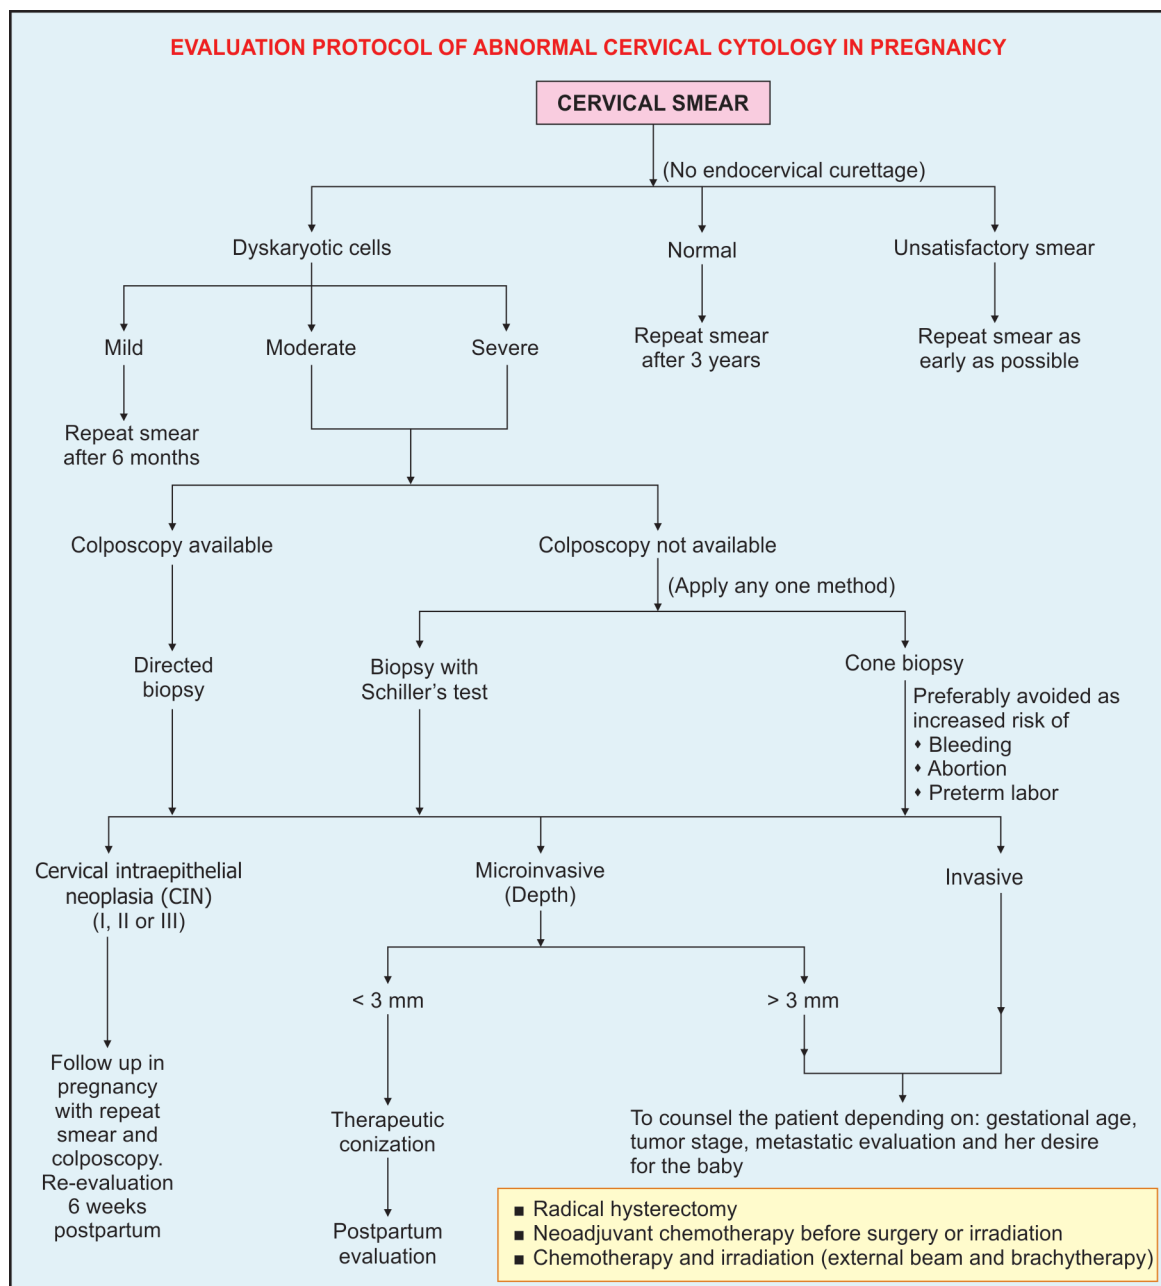 EVALUATION PROTOCOL OF ABNORMAL CERVICAL CYTOLOGY IN PREGNANCY
CERVICAL SMEAR
(No endocervical curettage)
Dyskaryotic cells
Normal
Unsatisfactory smear
Mild
Moderate
Severe
Repeat smear
after 3 years
Repeat smear as
early as possible
Repeat smear
after 6 months
Colposcopy available
Colposcopy not available
(Apply any one method)
Directed
biopsy
Biopsy with
Schiller’s test
Cone biopsy
Preferably avoided as
increased risk of
♦ Bleeding
♦ Abortion
♦ Preterm labor
Cervical intraepithelial
neoplasia (CIN)
(I, II or III)
Microinvasive
(Depth)
Invasive
< 3 mm
> 3 mm
Follow up in
pregnancy
with repeat
smear and
colposcopy.
Re-evaluation
6 weeks
postpartum
Therapeutic
conization
Postpartum
evaluation
To counsel the patient depending on: gestational age,
tumor stage, metastatic evaluation and her desire
for the baby
■ Radical hysterectomy
■ Neoadjuvant chemotherapy before surgery or irradiation
■ Chemotherapy and irradiation (external beam and brachytherapy)